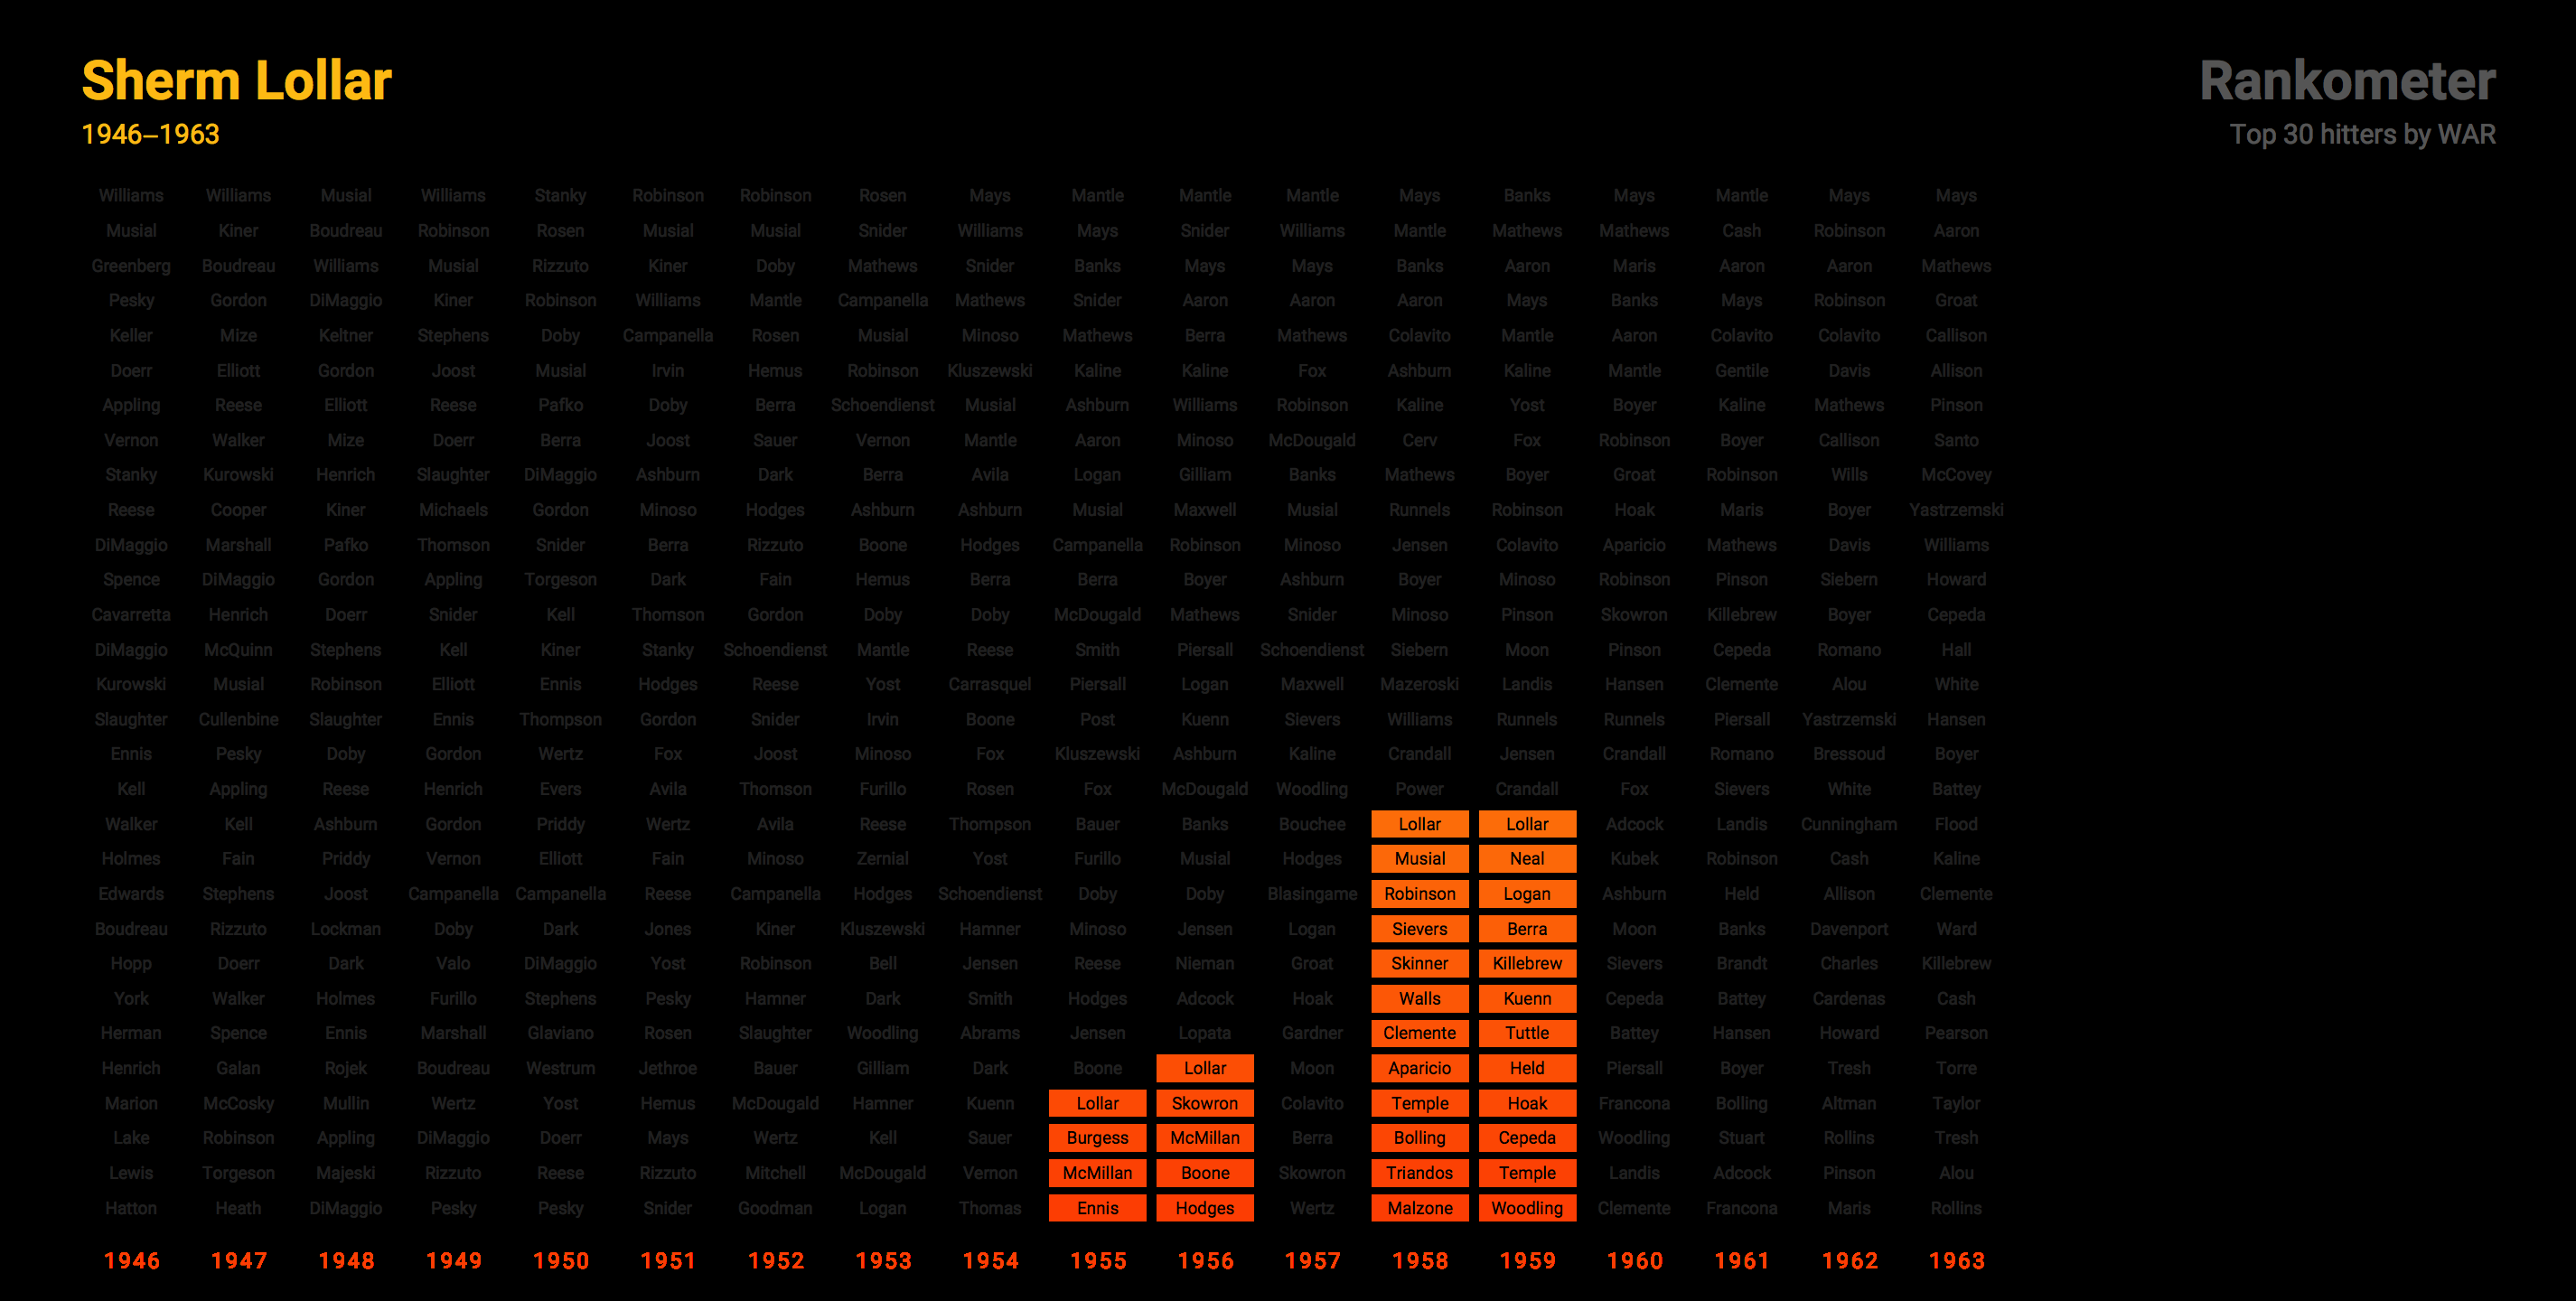 Sherm Lollar
1946–1963
Rankometer
Top 30 hitters by WAR
Williams Williams Musial Williams Stanky Robinson Robinson Rosen Mays Mantle Mantle Mantle Mays Banks Mays Mantle Mays Mays
Musial Kiner Boudreau Robinson Rosen Musial Musial Snider Williams Mays Snider Williams Mantle Mathews Mathews Cash Robinson Aaron
Greenberg Boudreau Williams Musial Rizzuto Kiner Doby Mathews Snider Banks Mays Mays Banks Aaron Maris Aaron Aaron Mathews
Pesky Gordon DiMaggio Kiner Robinson Williams Mantle Campanella Mathews Snider Aaron Aaron Aaron Mays Banks Mays Robinson Groat
Keller Mize Keltner Stephens Doby Campanella Rosen Musial Minoso Mathews Berra Mathews Colavito Mantle Aaron Colavito Colavito Callison
Doerr Elliott Gordon Joost Musial Irvin Hemus Robinson Kluszewski Kaline Kaline Fox Ashburn Kaline Mantle Gentile Davis Allison
Appling Reese Elliott Reese Pafko Doby Berra Schoendienst Musial Ashburn Williams Robinson Kaline Yost Boyer Kaline Mathews Pinson
Vernon Walker Mize Doerr Berra Joost Sauer Vernon Mantle Aaron Minoso McDougald Cerv Fox Robinson Boyer Callison Santo
Stanky Kurowski Henrich Slaughter DiMaggio Ashburn Dark Berra Avila Logan Gilliam Banks Mathews Boyer Groat Robinson Wills McCovey
Reese Cooper Kiner Michaels Gordon Minoso Hodges Ashburn Ashburn Musial Maxwell Musial Runnels Robinson Hoak Maris Boyer Yastrzemski
DiMaggio Marshall Pafko Thomson Snider Berra Rizzuto Boone Hodges Campanella Robinson Minoso Jensen Colavito Aparicio Mathews Davis Williams
Spence DiMaggio Gordon Appling Torgeson Dark Fain Hemus Berra Berra Boyer Ashburn Boyer Minoso Robinson Pinson Siebern Howard
Cavarretta Henrich Doerr Snider Kell Thomson Gordon Doby Doby McDougald Mathews Snider Minoso Pinson Skowron Killebrew Boyer Cepeda
DiMaggio McQuinn Stephens Kell Kiner Stanky Schoendienst Mantle Reese Smith Piersall Schoendienst Siebern Moon Pinson Cepeda Romano Hall
Kurowski Musial Robinson Elliott Ennis Hodges Reese Yost Carrasquel Piersall Logan Maxwell Mazeroski Landis Hansen Clemente Alou White
Slaughter Cullenbine Slaughter Ennis Thompson Gordon Snider Irvin Boone Post Kuenn Sievers Williams Runnels Runnels Piersall Yastrzemski Hansen
Ennis Pesky Doby Gordon Wertz Fox Joost Minoso Fox Kluszewski Ashburn Kaline Crandall Jensen Crandall Romano Bressoud Boyer
Kell Appling Reese Henrich Evers Avila Thomson Furillo Rosen Fox McDougald Woodling Power Crandall Fox Sievers White Battey
Walker Kell Ashburn Gordon Priddy Wertz Avila Reese Thompson Bauer Banks Bouchee Lollar Lollar Adcock Landis Cunningham Flood
Holmes Fain Priddy Vernon Elliott Fain Minoso Zernial Yost Furillo Musial Hodges Musial Neal Kubek Robinson Cash Kaline
Edwards Stephens Joost Campanella Campanella Reese Campanella Hodges Schoendienst Doby Doby Blasingame Robinson Logan Ashburn Held Allison Clemente
Boudreau Rizzuto Lockman Doby Dark Jones Kiner Kluszewski Hamner Minoso Jensen Logan Sievers Berra Moon Banks Davenport Ward
Hopp Doerr Dark Valo DiMaggio Yost Robinson Bell Jensen Reese Nieman Groat Skinner Killebrew Sievers Brandt Charles Killebrew
York Walker Holmes Furillo Stephens Pesky Hamner Dark Smith Hodges Adcock Hoak Walls Kuenn Cepeda Battey Cardenas Cash
Herman Spence Ennis Marshall Glaviano Rosen Slaughter Woodling Abrams Jensen Lopata Gardner Clemente Tuttle Battey Hansen Howard Pearson
Henrich Galan Rojek Boudreau Westrum Jethroe Bauer Gilliam Dark Boone Lollar Moon Aparicio Held Piersall Boyer Tresh Torre
Marion McCosky Mullin Wertz Yost Hemus McDougald Hamner Kuenn Lollar Skowron Colavito Temple Hoak Francona Bolling Altman Taylor
Lake Robinson Appling DiMaggio Doerr Mays Wertz Kell Sauer Burgess McMillan Berra Bolling Cepeda Woodling Stuart Rollins Tresh
Lewis Torgeson Majeski Rizzuto Reese Rizzuto Mitchell McDougald Vernon McMillan Boone Skowron Triandos Temple Landis Adcock Pinson Alou
Hatton Heath DiMaggio Pesky Pesky Snider Goodman Logan Thomas Ennis Hodges Wertz Malzone Woodling Clemente Francona Maris Rollins
1946 1947 1948 1949 1950 1951 1952 1953 1954 1955 1956 1957 1958 1959 1960 1961 1962 1963